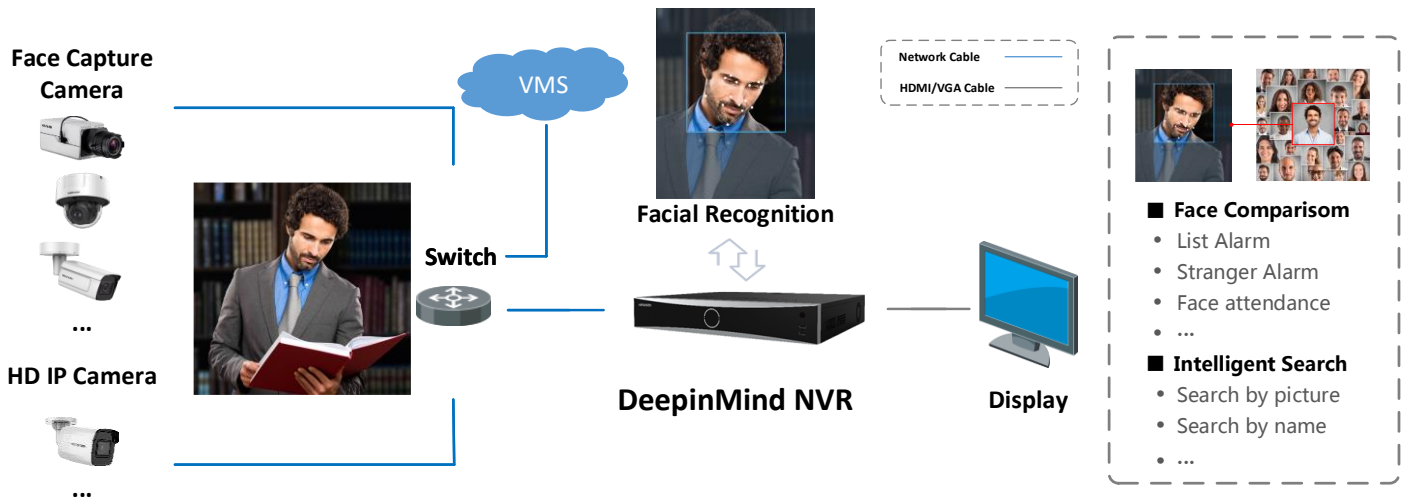 Face Capture
Camera
...
HD IP Camera
...
VMS
Switch
Facial Recognition
DeepinMind NVR
Display
Network Cable
HDMI/VGA Cable
■ Face Comparisom
• List Alarm
• Stranger Alarm
• Face attendance
• ...
■ Intelligent Search
• Search by picture
• Search by name
• ...